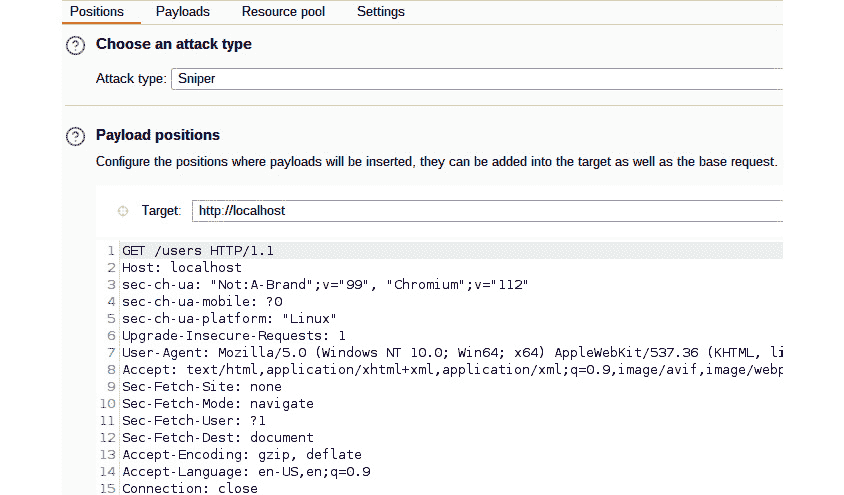 Positions Payloads Resource pool Settings
? Choose an attack type
Attack type: Sniper
? Payload positions
Configure the positions where payloads will be inserted, they can be added into the target as well as the base request.
Target: http://localhost
1 GET /users HTTP/1.1
2 Host: localhost
3 sec-ch-ua: "Not:A-Brand";v="99", "Chromium";v="112"
4 sec-ch-ua-mobile: ?0
5 sec-ch-ua-platform: "Linux"
6 Upgrade-Insecure-Requests: 1
7 User-Agent: Mozilla/5.0 (Windows NT 10.0; Win64; x64) AppleWebKit/537.36 (KHTML, li
8 Accept: text/html,application/xhtml+xml,application/xml;q=0.9,image/avif,image/webp
9 Sec-Fetch-Site: none
10 Sec-Fetch-Mode: navigate
11 Sec-Fetch-User: ?1
12 Sec-Fetch-Dest: document
13 Accept-Encoding: gzip, deflate
14 Accept-Language: en-US,en;q=0.9
15 Connection: close